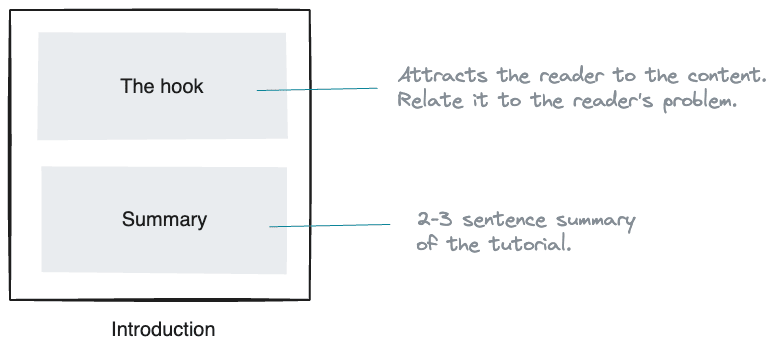 The hook
Attracts the reader to the content.
Relate it to the reader's problem.
Summary
2-3 sentence summary
of the tutorial.
Introduction